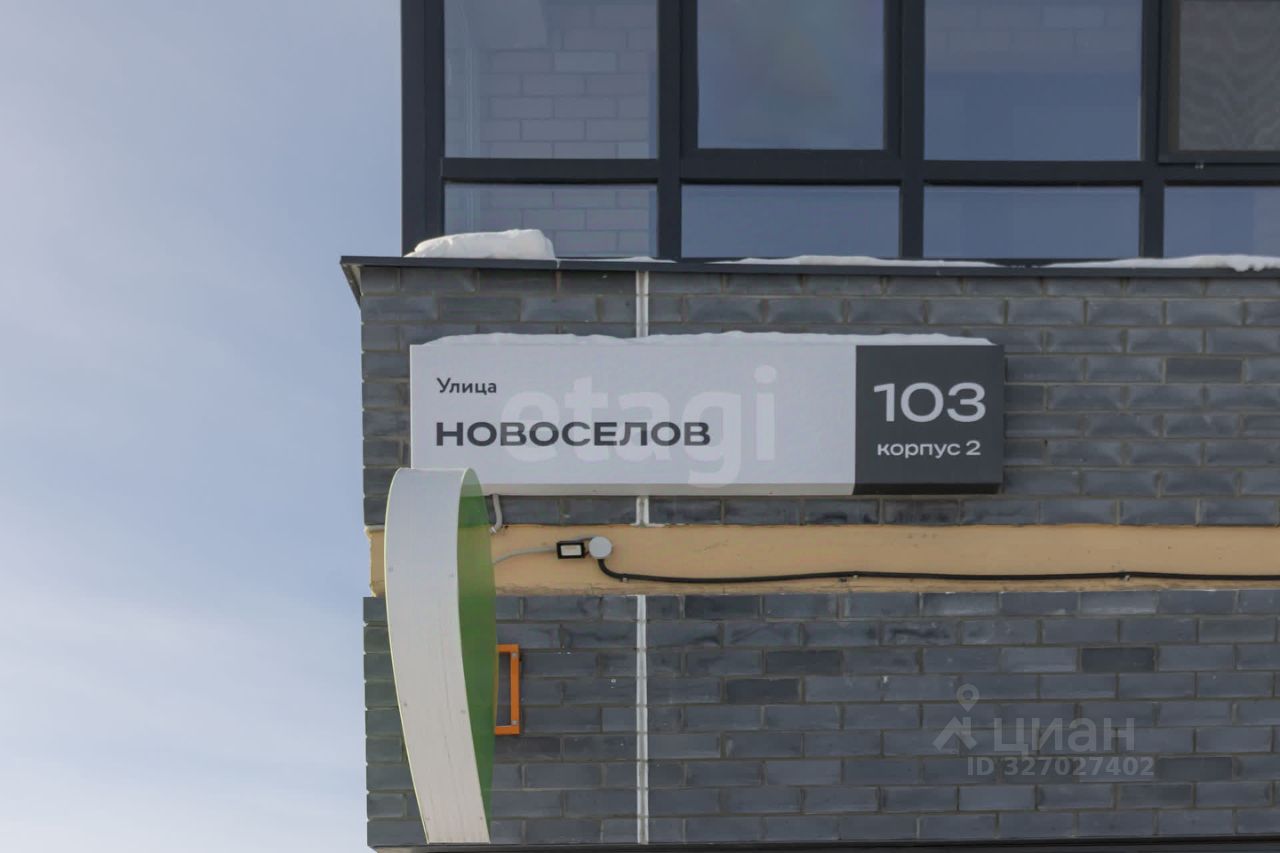 Улица
НОВОСЕЛОВ
103
корпус 2
etagi
циан
ID 327027402